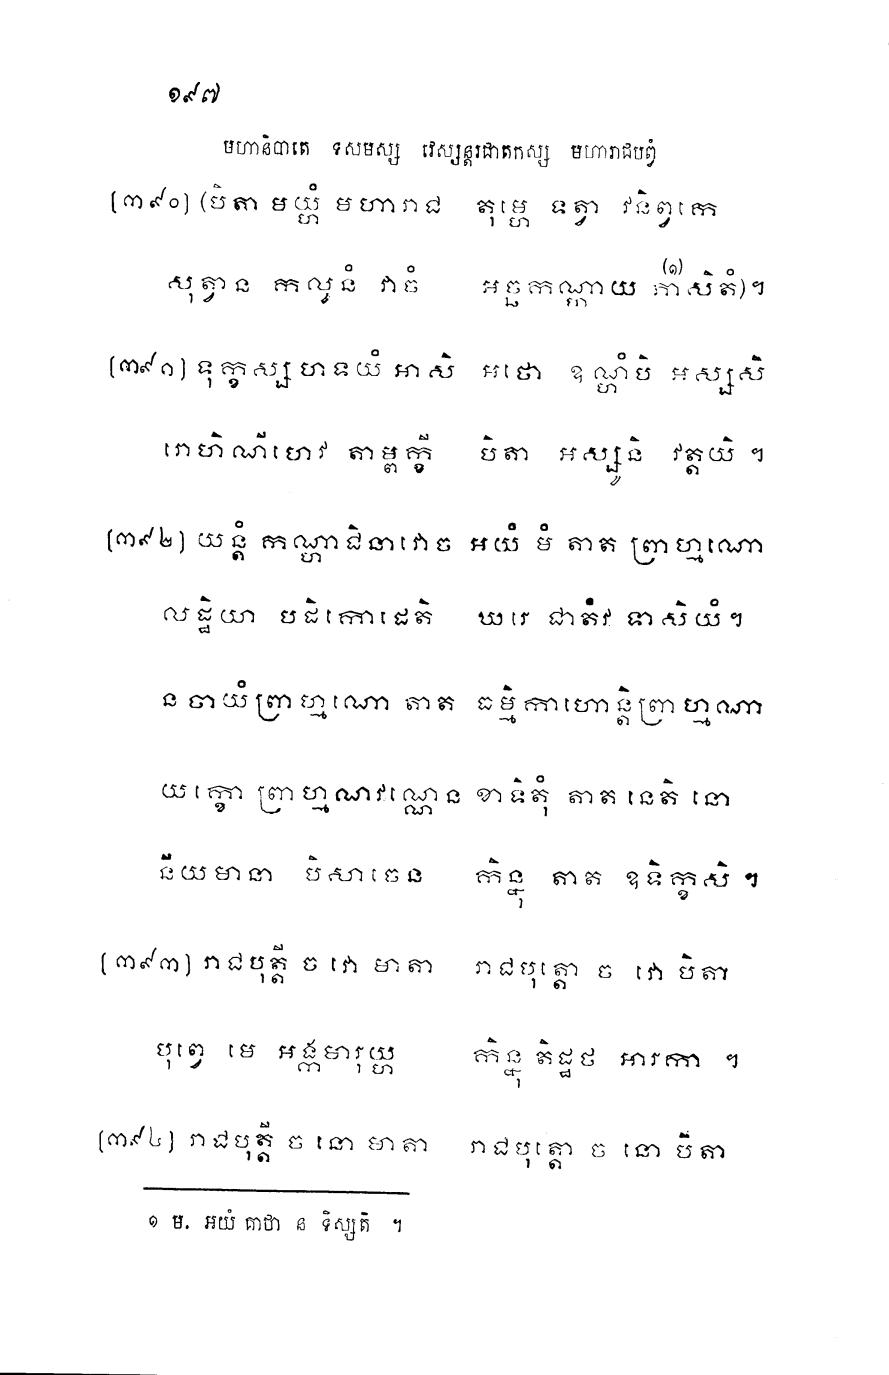 ១៩៧
មហានិបាតេ ទសមស្ស វេស្សន្តរជាតកស្ស មហារាជបព្វំ
(៣៩០) (បិតា មយ្ហំ មហារាជ តុម្ហេ ទត្វា វនិព្វកេ
សុត្វាន កលូនំ វាចំ អច្ឆកណ្ហាយ ភាសិតំ)(១)។
(៣៩១) ទុក្ខស្ស ហទយំ អាសិ អថោ ឧណ្ហំបិ អស្សសិ
រោហិណីហេវ តាម្ពក្ខី បិតា អស្សូនិ វត្តយិ ។
(៣៩២) យន្តំ កណ្ហាជិនាវោច អយំ មំ តាត ព្រាហ្មណោ
លដ្ឋិយា បដិកោដេតិ ឃរេ ជាតំវ ទាសិយំ។
ន ចាយំ ព្រាហ្មណោ តាត ធម្មិកា ហោន្តិ ព្រាហ្មណា
យក្ខោ ព្រាហ្មណវណ្ណេន ខាទិតុំ តាត នេតិ នោ
នីយមានា បិសាចេន កិន្នុ តាត ឧទិក្ខសិ ។
(៣៩៣) រាជបុត្តី ច វោ មាតា រាជបុត្តោ ច វោ បិតា
បុព្វេ មេ អង្កមារុយ្ហ កិន្នុ តិដ្ឋថ អារកា ។
(៣៩៤) រាជបុត្តី ច នោ មាតា រាជបុត្តោ ច នោ បិតា
១ ម. អយំ គាថា ន ទិស្សតិ ។